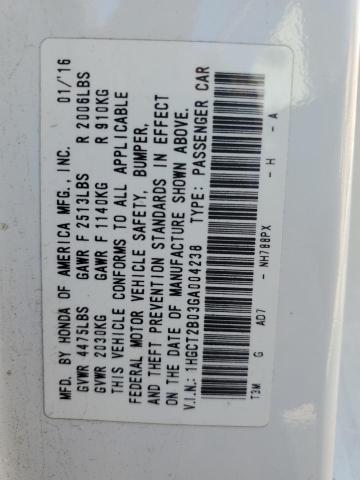 MFD. BY HONDA OF AMERICA MFG., INC. 01/16
GVWR 4475LBS GAWR F 2513LBS R 2006LBS
GVWR 2030KG GAWR F 1140KG R 910KG
THIS VEHICLE CONFORMS TO ALL APPLICABLE
FEDERAL MOTOR VEHICLE SAFETY, BUMPER,
AND THEFT PREVENTION STANDARDS IN EFFECT
ON THE DATE OF MANUFACTURE SHOWN ABOVE.
V.I.N.: 1HGCT2B03GA004238 TYPE: PASSENGER CAR
T3M G AD7 - NH788PX - H - A